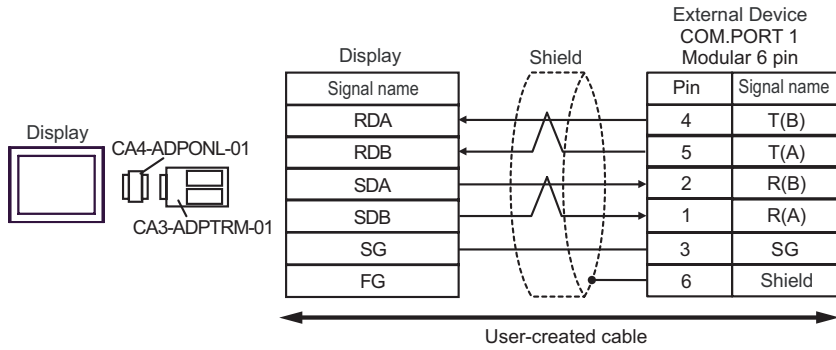 External Device
COM.PORT 1
Modular 6 pin
Display
Shield
Signal name
Pin
Signal name
RDA
4
T(B)
RDB
5
T(A)
SDA
2
R(B)
SDB
1
R(A)
SG
3
SG
FG
6
Shield
Display
CA4-ADPONL-01
CA3-ADPTRM-01
User-created cable